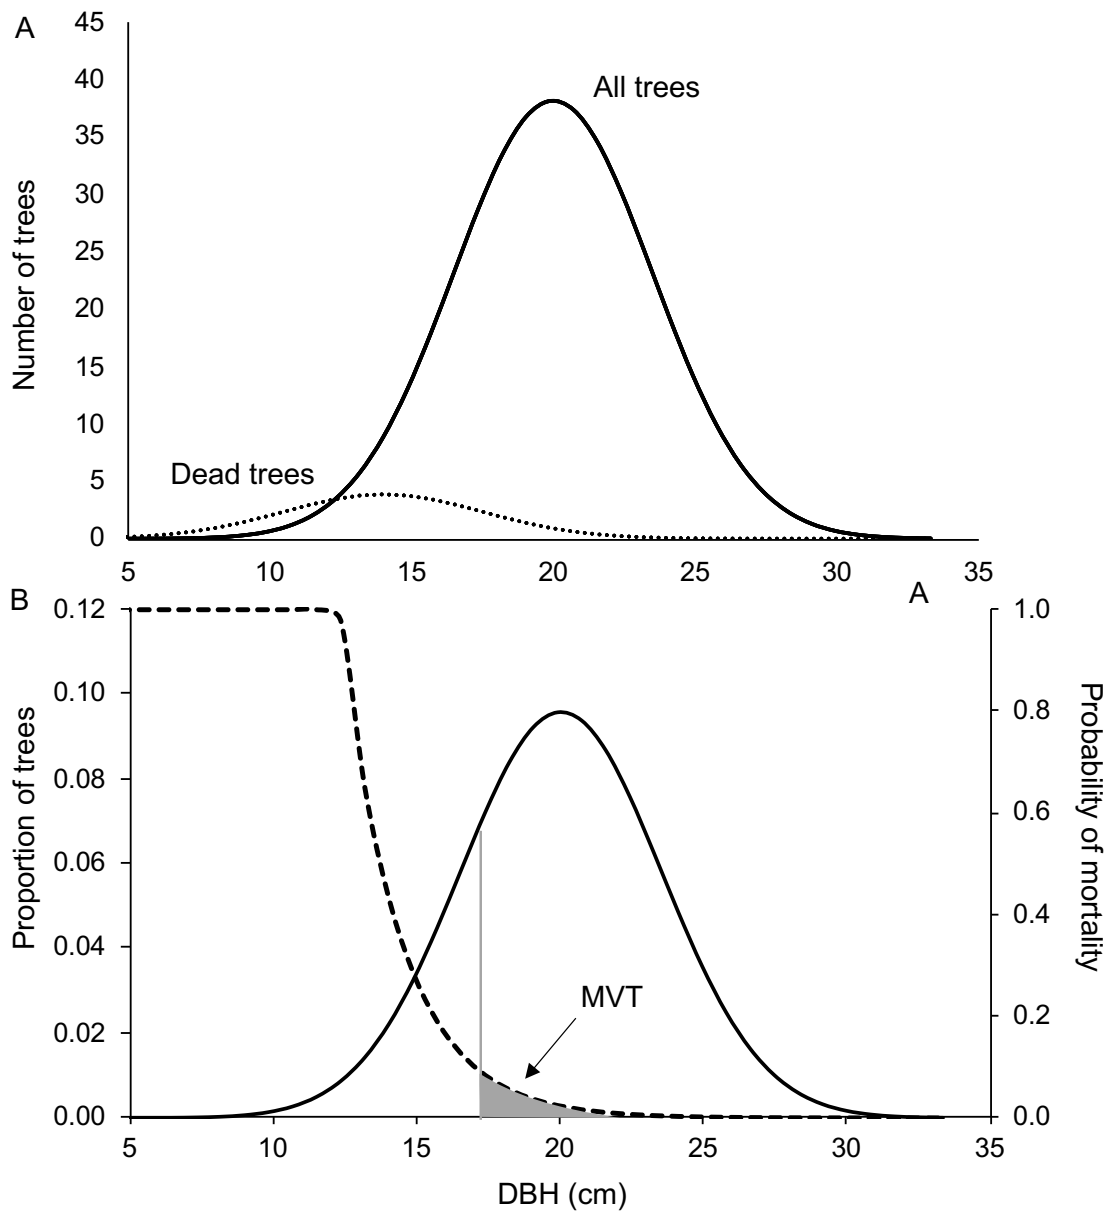 A
45
40
35
30
25
20
15
10
5
0
Number of trees
All trees
Dead trees
5 10 15 20 25 30 35
B
A
0.12
0.10
0.08
0.06
0.04
0.02
0.00
Proportion of trees
MVT
1.0
0.8
0.6
0.4
0.2
0.0
Probability of mortality
5 10 15 20 25 30 35
DBH (cm)